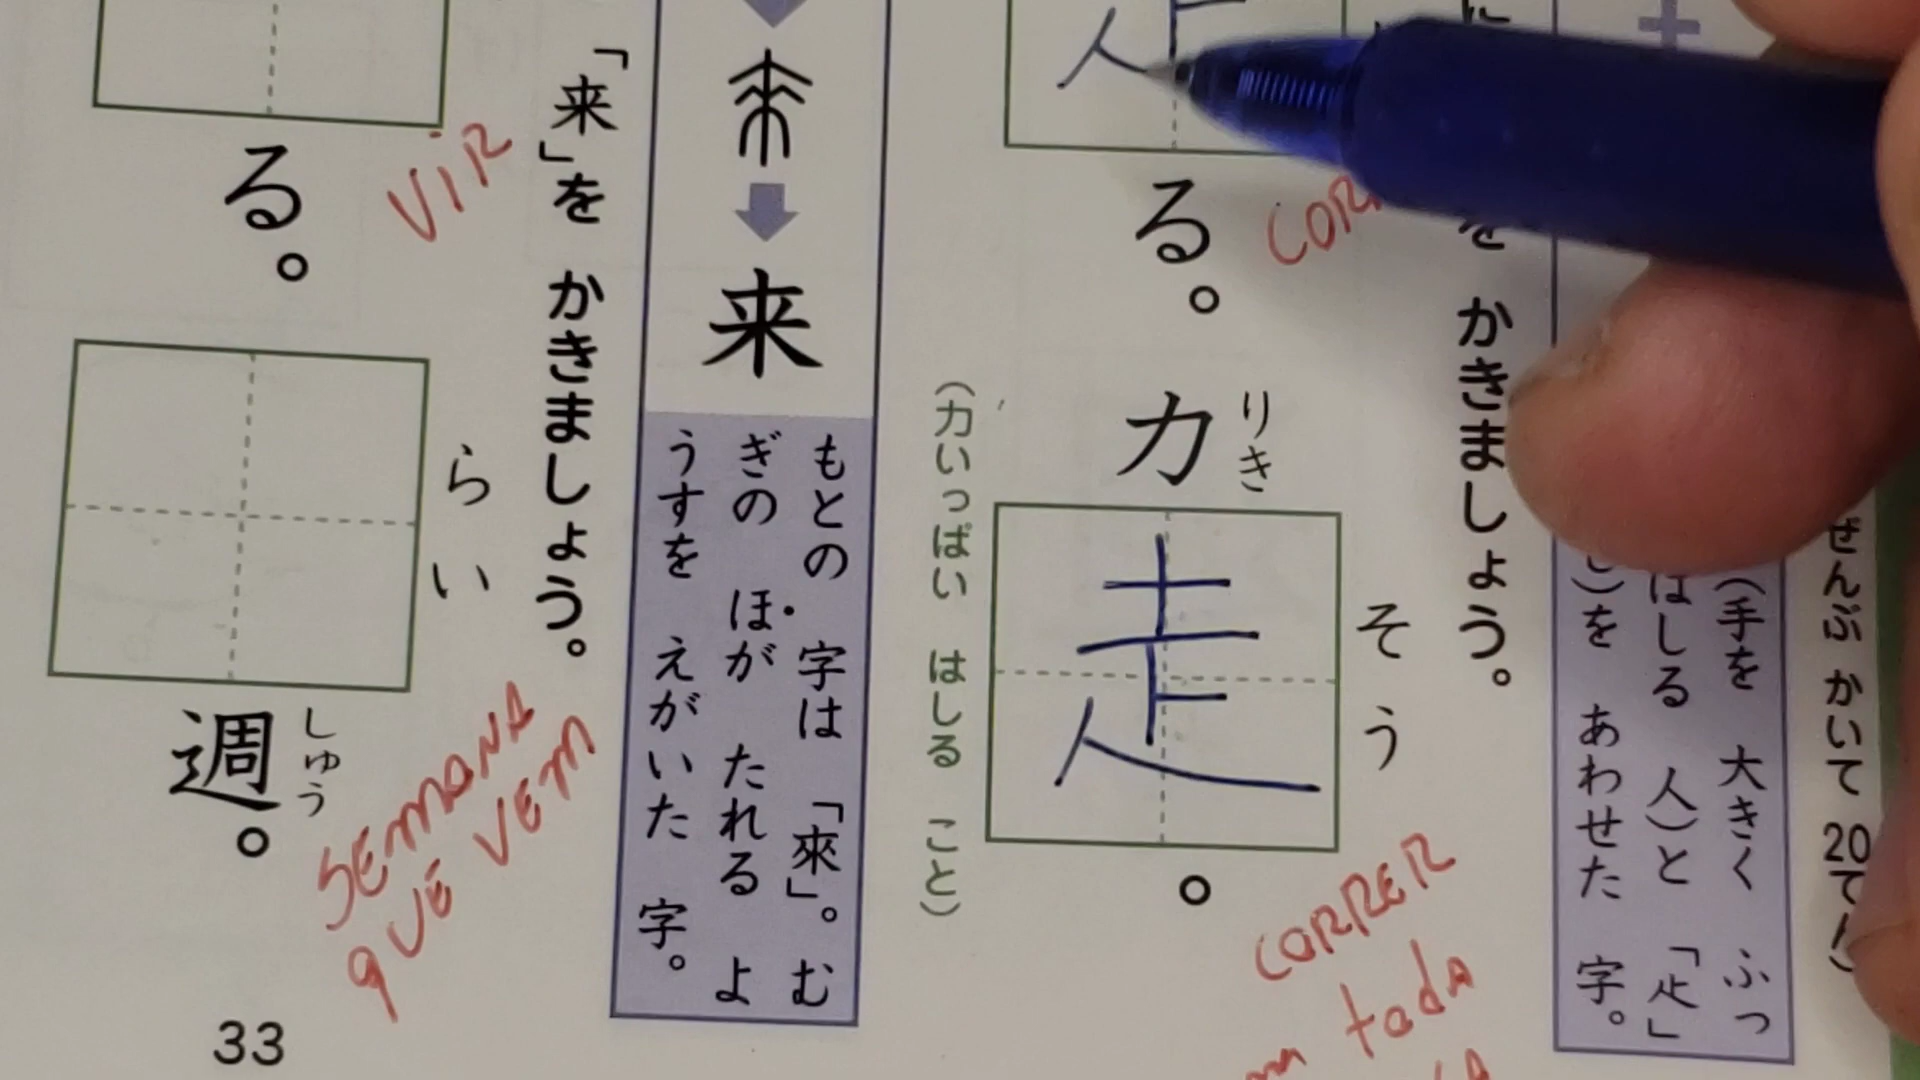 ぜんぶ かいて 20てん)
(手を 大きく ふっ
はしる 人)と 「疋」
を あわせた 字。
を かきましょう。
る。
力
りき
走
そう
。
(力いっぱい はしる こと)
CORRER
toda
来
もとの 字は 「來」。む
ぎの ほが たれる よ
うすを えがいた 字。
「来」を かきましょう。
る。
VIR
らい
週
しゅう
。
SEMANA
QUE VEM
33